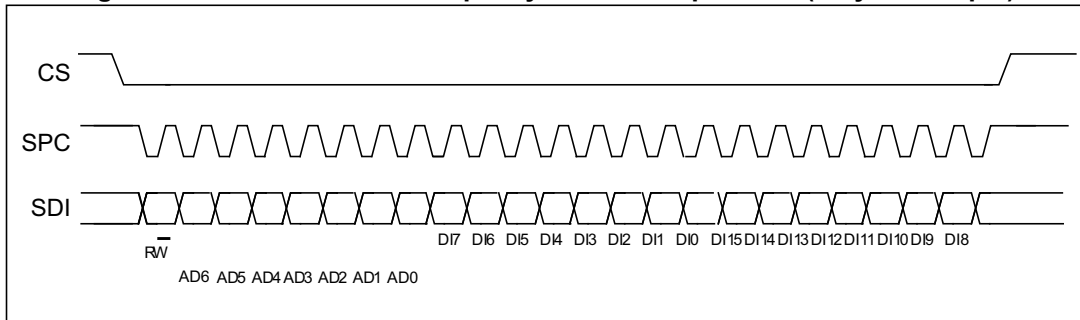 CS
SPC
SDI
RW
DI7 DI6 DI5 DI4 DI3 DI2 DI1 DI0 DI15 DI14 DI13 DI12 DI11 DI10 DI9 DI8
AD6 AD5 AD4 AD3 AD2 AD1 AD0